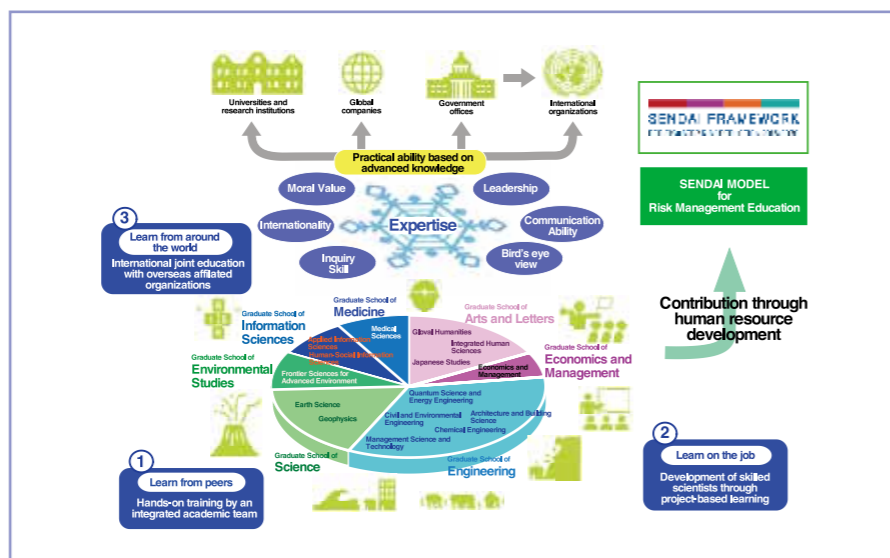 Universities and
research institutions
Global
companies
Government
offices
International
organizations
Practical ability based on
advanced knowledge
SENDAI FRAMEWORK
SENDAI MODEL
for
Risk Management Education
Moral Value
Leadership
Internationality
Expertise
Communication
Ability
Inquiry
Skill
Bird's eye
view
3
Learn from around
the world
International joint education
with overseas affilated
organizations
Contribution through
human resource
development
Graduate School of
Medicine
Graduate School of
Arts and Letters
Graduate School of
Information
Sciences
Graduate School of
Economics and
Management
Graduate School of
Environmental
Studies
Medical
Sciences
Gloval Humanities
Integrated Human
Sciences
Japanese Studies
Applied Information
Sciences
Human-Social Information
Economics and
Management
Frontier Sciences for
Advanced Environment
Quantum Science and
Energy Engineering
Earth Science
Geophysics
Civil and Environmental
Engineering
Architecture and Building
Science
Chemical Engineering
Management Science and
Technology
Graduate School of
Science
Graduate School of
Engineering
1
Learn from peers
Hands-on training by an
integrated academic team
2
Learn on the job
Development of skilled
scientists through
project-based learning